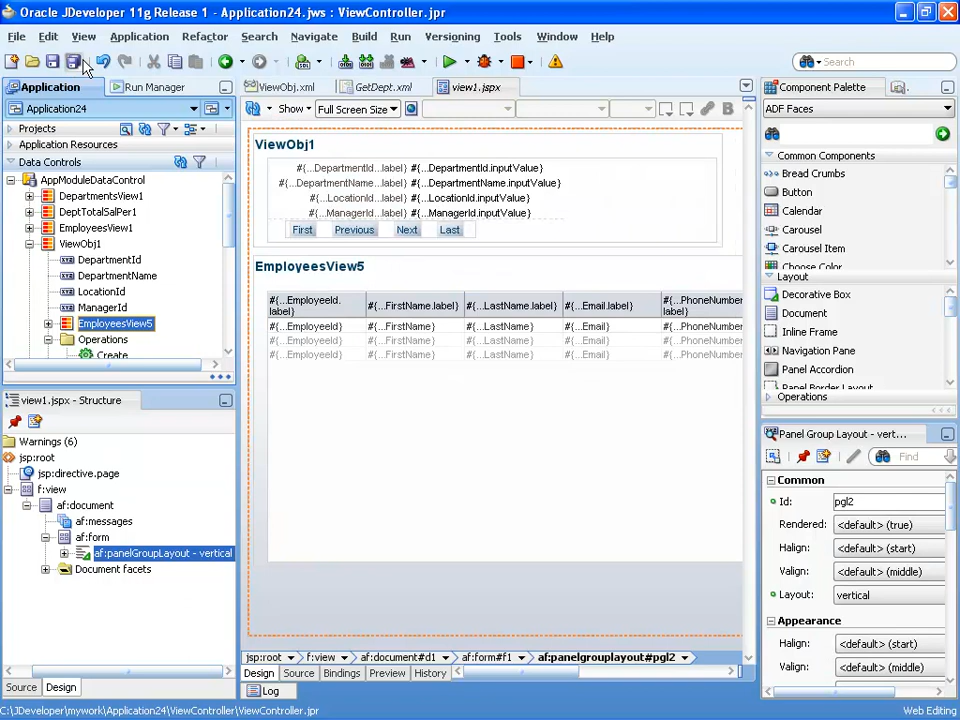 Oracle JDeveloper 11g Release 1 - Application24.jws : ViewController.jpr
File Edit View Application Refactor Search Navigate Build Run Versioning Tools Window Help
Search
Application
Run Manager
Application24
Projects
Application Resources
Data Controls
AppModuleDataControl
DepartmentsView1
DeptTotalSalPer1
EmployeesView1
ViewObj1
DepartmentId
DepartmentName
LocationId
ManagerId
EmployeesView5
Operations
Create
view1.jspx - Structure
Warnings (6)
jsp:root
jsp:directive.page
f:view
af:document
af:messages
af:form
af:panelGroupLayout - vertical
Document facets
Source Design
ViewObj.xml
GetDept.xml
view1.jspx
Show
Full Screen Size
B
ViewObj1
#{...DepartmentId..label} #{...DepartmentId.inputValue}
#{...DepartmentName..label} #{...DepartmentName.inputValue}
#{...LocationId..label} #{...LocationId.inputValue}
#{...ManagerId..label} #{...ManagerId.inputValue}
First Previous Next Last
EmployeesView5
#{...EmployeeId.
label}
#{...FirstName.label}
#{...LastName.label}
#{...Email.label}
#{...PhoneNumber
label}
#{...EmployeeId} #{...FirstName} #{...LastName} #{...Email} #{...PhoneNumber
#{...EmployeeId} #{...FirstName} #{...LastName} #{...Email} #{...PhoneNumber
#{...EmployeeId} #{...FirstName} #{...LastName} #{...Email} #{...PhoneNumber
jsp:root f:view af:document#d1 af:form#f1 af:panelgrouplayout#pgl2
Design Source Bindings Preview History
Log
Component Palette
ADF Faces
Common Components
Bread Crumbs
Button
Calendar
Carousel
Carousel Item
Choose Color
Layout
Decorative Box
Document
Inline Frame
Navigation Pane
Panel Accordion
Panel Border Layout
Operations
Panel Group Layout - vert...
Find
Common
Id: pgl2
Rendered: <default> (true)
Halign: <default> (start)
Valign: <default> (middle)
Layout: vertical
Appearance
Halign: <default> (start)
Valign: <default> (middle)
C:\JDeveloper\mywork\Application24\ViewController\ViewController.jpr
Web Editing